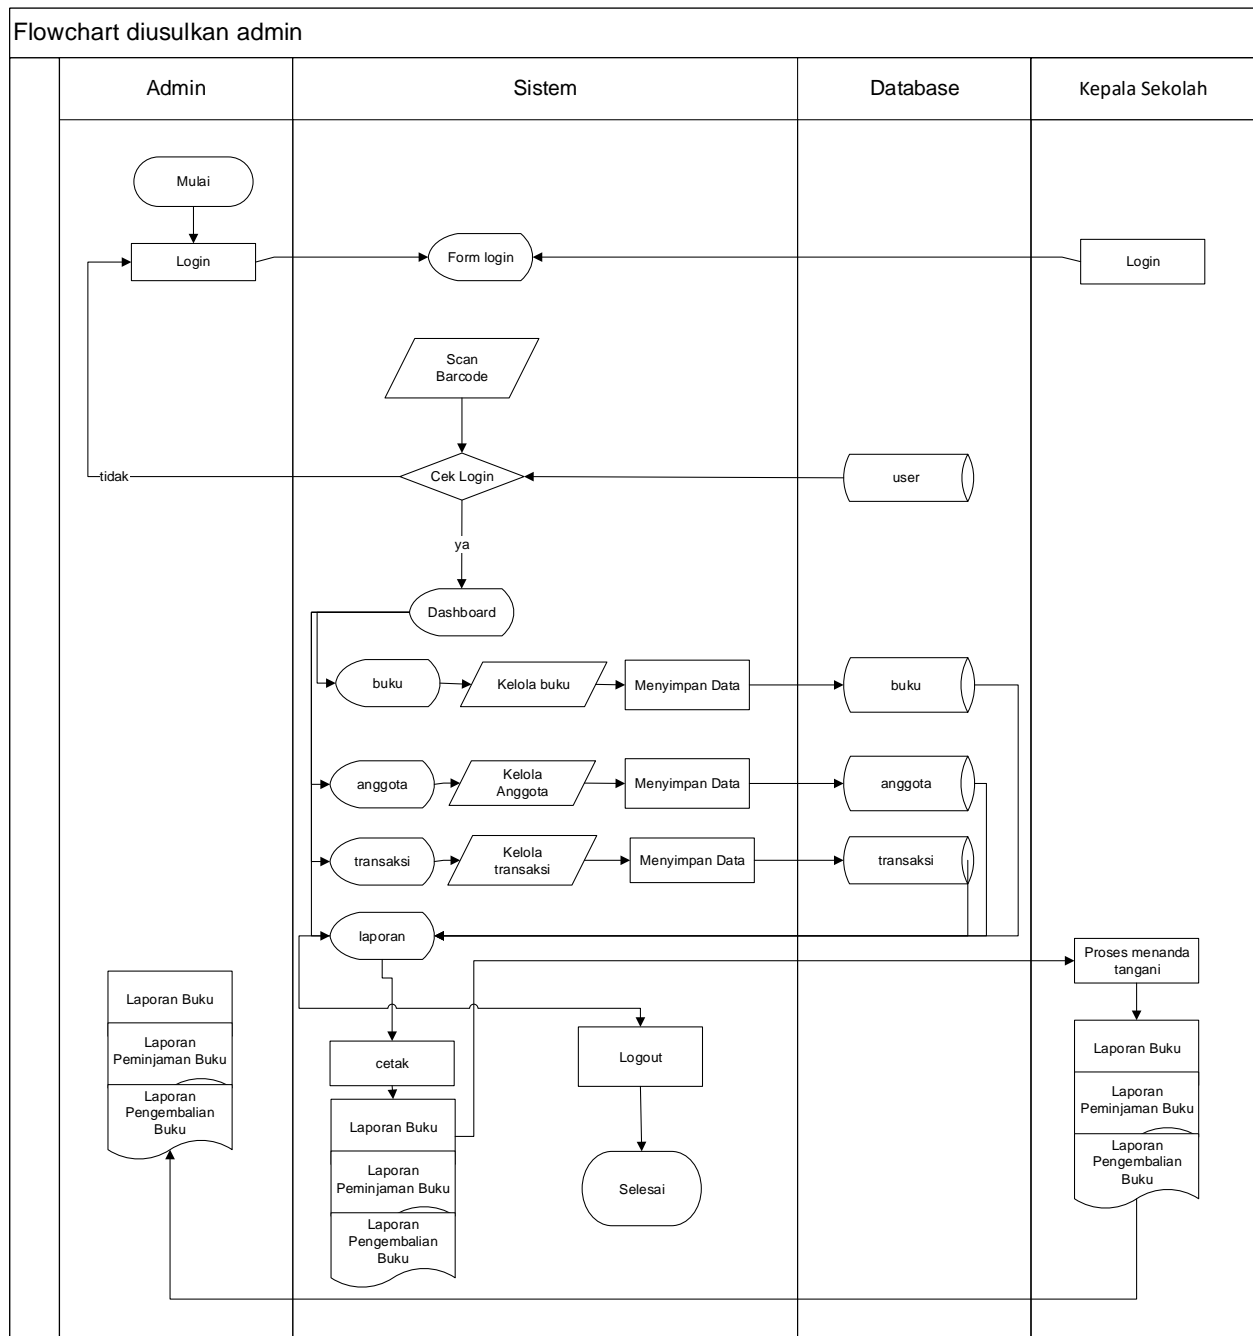 Flowchart diusulkan admin
Admin
Sistem
Database
Kepala Sekolah
Mulai
Login
Form login
Login
Scan
Barcode
tidak
Cek Login
user
ya
Dashboard
buku
Kelola buku
Menyimpan Data
buku
anggota
Kelola
Anggota
Menyimpan Data
anggota
transaksi
Kelola
transaksi
Menyimpan Data
transaksi
laporan
Proses menanda
tangani
Laporan Buku
Laporan
Peminjaman Buku
Laporan
Pengembalian
Buku
cetak
Logout
Laporan Buku
Laporan
Peminjaman Buku
Laporan
Pengembalian
Buku
Laporan Buku
Laporan
Peminjaman Buku
Laporan
Pengembalian
Buku
Selesai